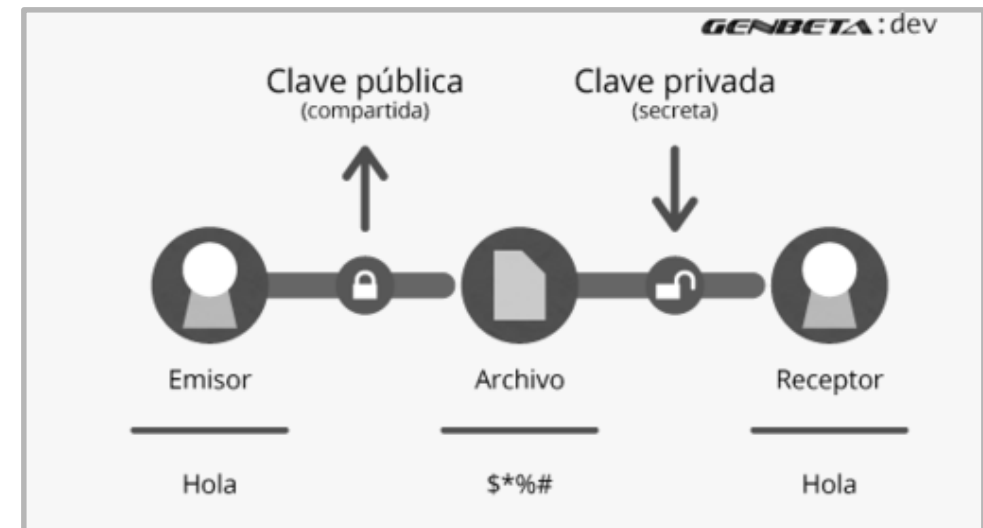 GENBETA:dev
Clave pública
(compartida)
Clave privada
(secreta)
Emisor
Archivo
Receptor
Hola
$*%#
Hola